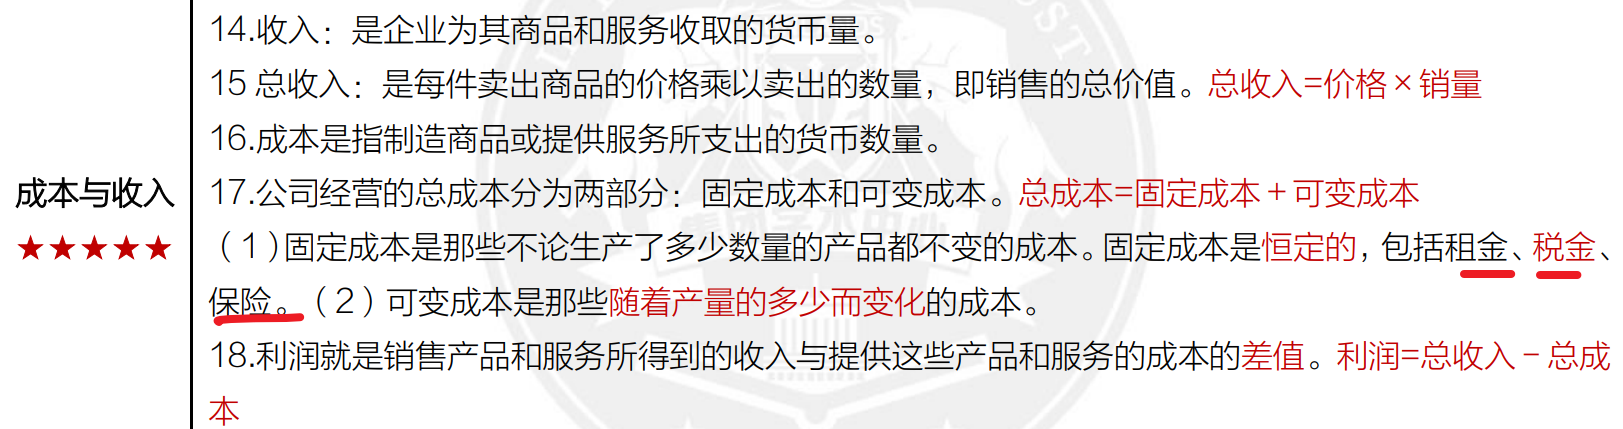 成本与收入
★★★★★
14.收入：是企业为其商品和服务收取的货币量。
15 总收入：是每件卖出商品的价格乘以卖出的数量，即销售的总价值。总收入=价格×销量
16.成本是指制造商品或提供服务所支出的货币数量。
17.公司经营的总成本分为两部分：固定成本和可变成本。总成本=固定成本+可变成本
（1)固定成本是那些不论生产了多少数量的产品都不变的成本。固定成本是恒定的，包括租金、税金、
保险。（2）可变成本是那些随着产量的多少而变化的成本。
18.利润就是销售产品和服务所得到的收入与提供这些产品和服务的成本的差值。利润=总收入-总成
本